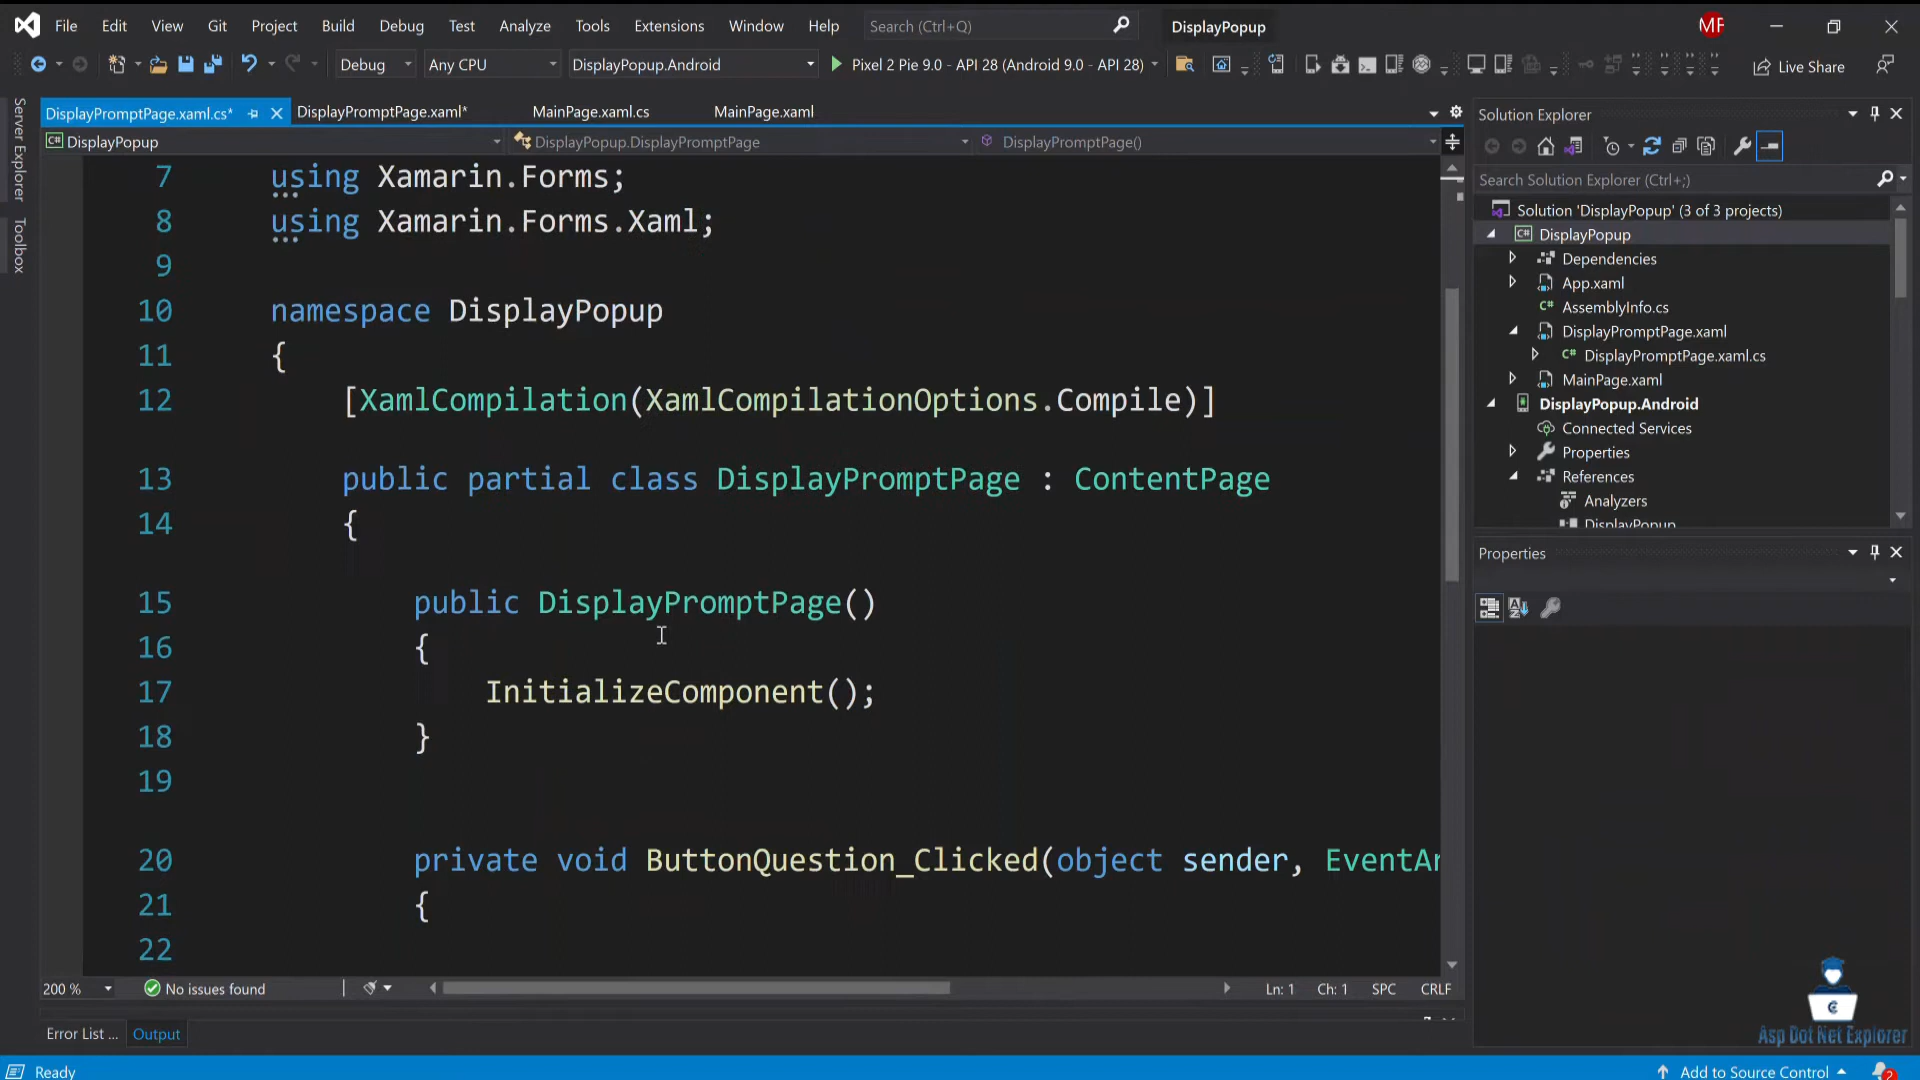 File Edit View Git Project Build Debug Test Analyze Tools Extensions Window Help Search (Ctrl+Q) DisplayPopup MF
Debug Any CPU DisplayPopup.Android Pixel 2 Pie 9.0 - API 28 (Android 9.0 - API 28) Live Share
Server Explorer
Toolbox
DisplayPromptPage.xaml.cs* DisplayPromptPage.xaml* MainPage.xaml.cs MainPage.xaml
C# DisplayPopup DisplayPopup.DisplayPromptPage DisplayPromptPage()
7 using Xamarin.Forms;
8 using Xamarin.Forms.Xaml;
9
10 namespace DisplayPopup
11 {
12 [XamlCompilation(XamlCompilationOptions.Compile)]
13 public partial class DisplayPromptPage : ContentPage
14 {
15 public DisplayPromptPage()
16 {
17 InitializeComponent();
18 }
19
20 private void ButtonQuestion_Clicked(object sender, EventAr
21 {
22
200 % No issues found Ln: 1 Ch: 1 SPC CRLF
Error List ... Output
Solution Explorer
Search Solution Explorer (Ctrl+;)
Solution 'DisplayPopup' (3 of 3 projects)
C# DisplayPopup
Dependencies
App.xaml
C# AssemblyInfo.cs
DisplayPromptPage.xaml
C# DisplayPromptPage.xaml.cs
MainPage.xaml
DisplayPopup.Android
Connected Services
Properties
References
Analyzers
DisplayPopup
Properties
Asp Dot Net Explorer
Ready Add to Source Control 2